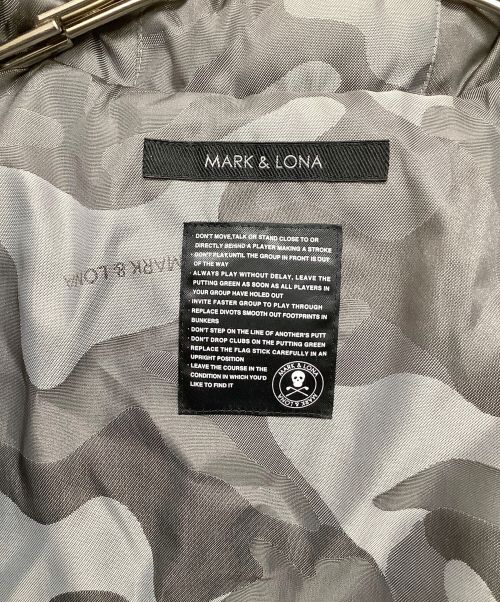 MARK & LONA
· DON'T MOVE,TALK OR STAND CLOSE TO OR
DIRECTLY BEHIND A PLAYER MAKING A STROKE
· DON'T PLAY,UNTIL THE GROUP IN FRONT IS OUT
OF THE WAY
· ALWAYS PLAY WITHOUT DELAY, LEAVE THE
PUTTING GREEN AS SOON AS ALL PLAYERS IN
YOUR GROUP HAVE HOLED OUT
· INVITE FASTER GROUP TO PLAY THROUGH
· REPLACE DIVOTS SMOOTH OUT FOOTPRINTS IN
BUNKERS
· DON'T STEP ON THE LINE OF ANOTHER'S PUTT
· DON'T DROP CLUBS ON THE PUTTING GREEN
· REPLACE THE FLAG STICK CAREFULLY IN AN
UPRIGHT POSITION
· LEAVE THE COURSE IN THE
CONDITION IN WHICH YOU'D
LIKE TO FIND IT
MARK & LONA
MARK & LONA
MARK & LONA